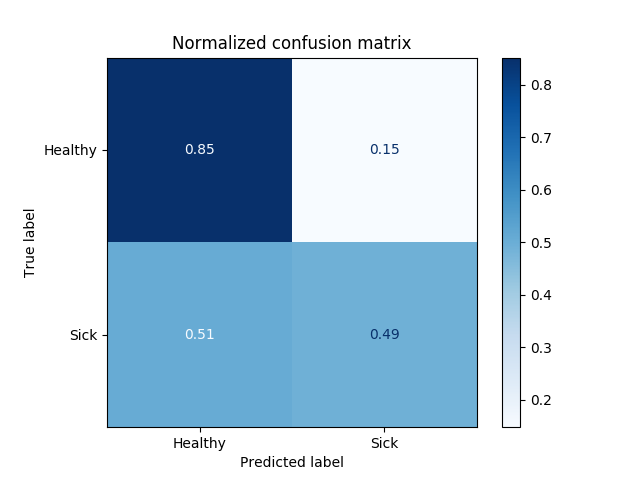 Normalized confusion matrix
True label
Healthy
0.85
0.15
Sick
0.51
0.49
Healthy
Sick
Predicted label
0.8
0.7
0.6
0.5
0.4
0.3
0.2